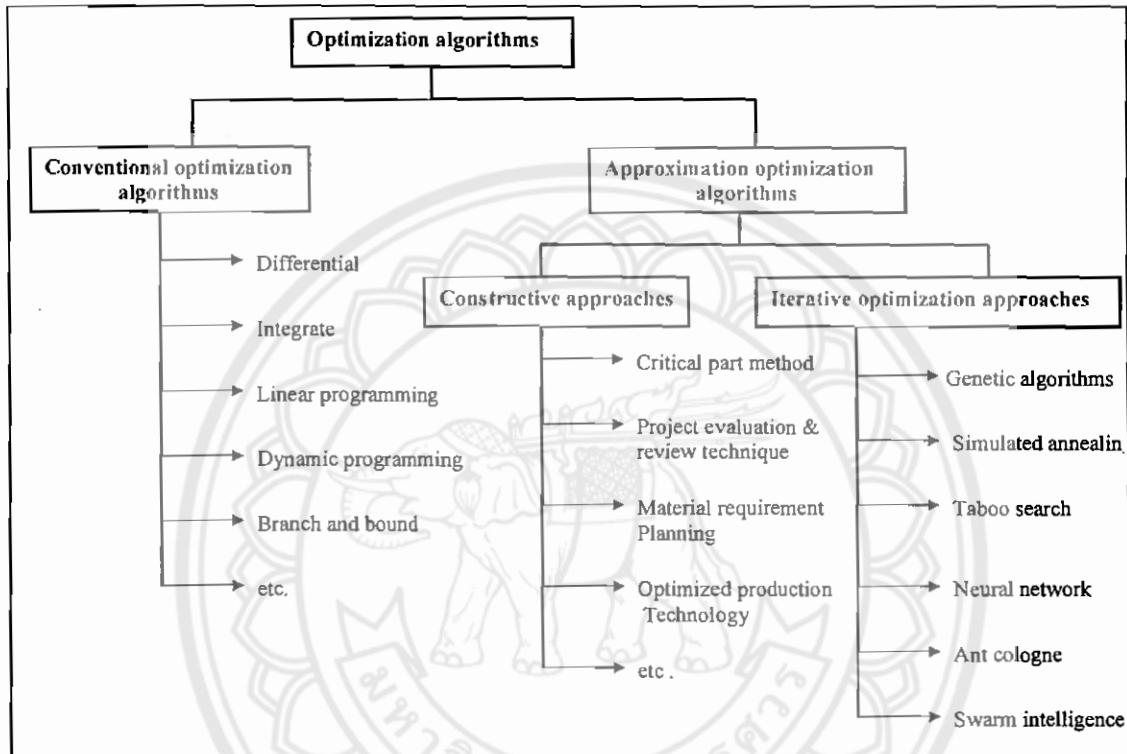 Optimization algorithms
Conventional optimization
algorithms
Differential
Integrate
Linear programming
Dynamic programming
Branch and bound
etc.
Approximation optimization
algorithms
Constructive approaches
Critical part method
Project evaluation &
review technique
Material requirement
Planning
Optimized production
Technology
etc .
Iterative optimization approaches
Genetic algorithms
Simulated annealin
Taboo search
Neural network
Ant cologne
Swarm intelligence